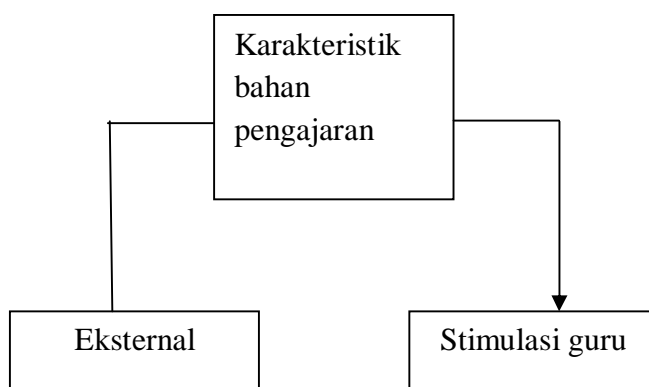 Karakteristik
bahan
pengajaran
Eksternal
Stimulasi guru